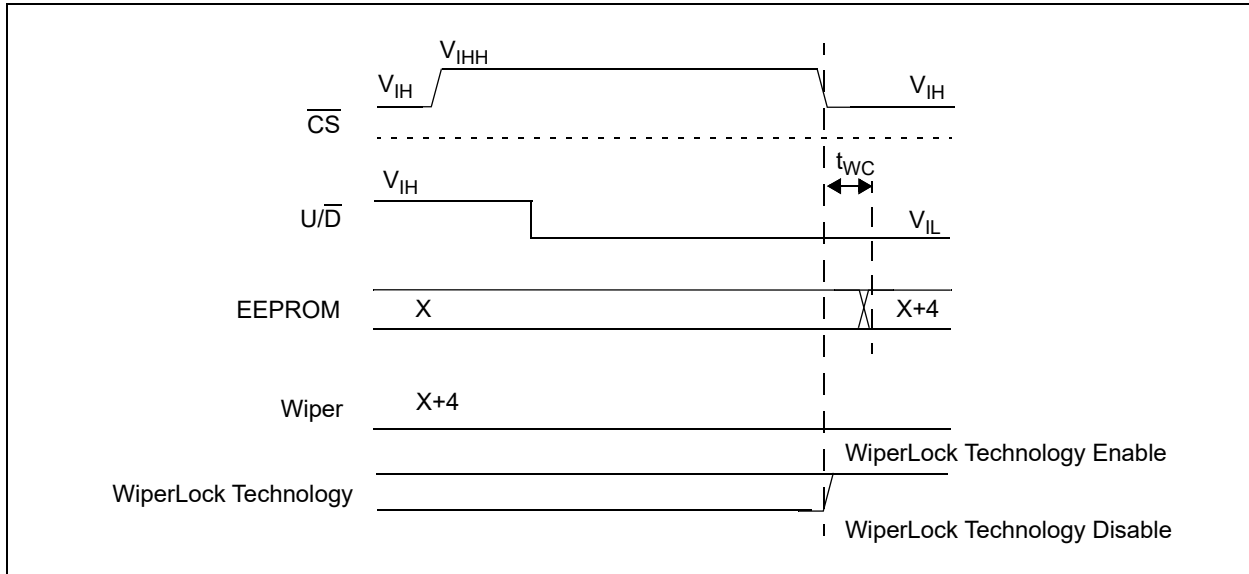 VIHH
VIH
VIH
CS
tWC
VIH
U/D
VIL
EEPROM
X
X+4
Wiper
X+4
WiperLock Technology Enable
WiperLock Technology
WiperLock Technology Disable